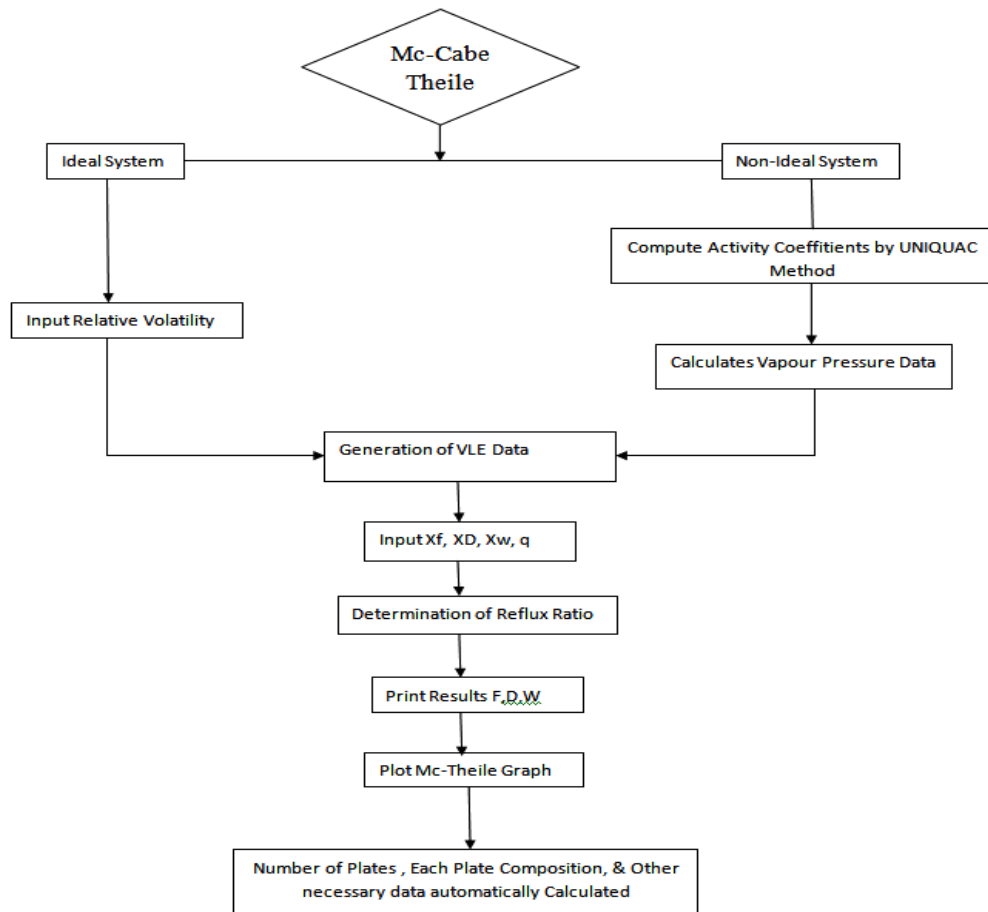 Mc-Cabe
Theile
Ideal System
Non-Ideal System
Compute Activity Coeffitients by UNIQUAC
Method
Input Relative Volatility
Calculates Vapour Pressure Data
Generation of VLE Data
Input Xf, XD, Xw, q
Determination of Reflux Ratio
Print Results F,D,W
Plot Mc-Theile Graph
Number of Plates , Each Plate Composition, & Other
necessary data automatically Calculated